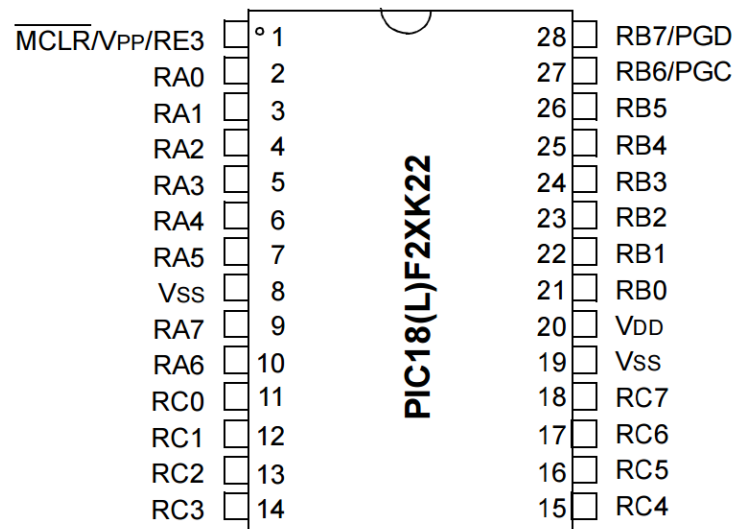 MCLR/VPP/RE3 1 28 RB7/PGD
RA0 2 27 RB6/PGC
RA1 3 26 RB5
RA2 4 25 RB4
RA3 5 24 RB3
RA4 6 23 RB2
RA5 7 22 RB1
VSS 8 21 RB0
RA7 9 20 VDD
RA6 10 19 VSS
RC0 11 18 RC7
RC1 12 17 RC6
RC2 13 16 RC5
RC3 14 15 RC4
PIC18(L)F2XK22